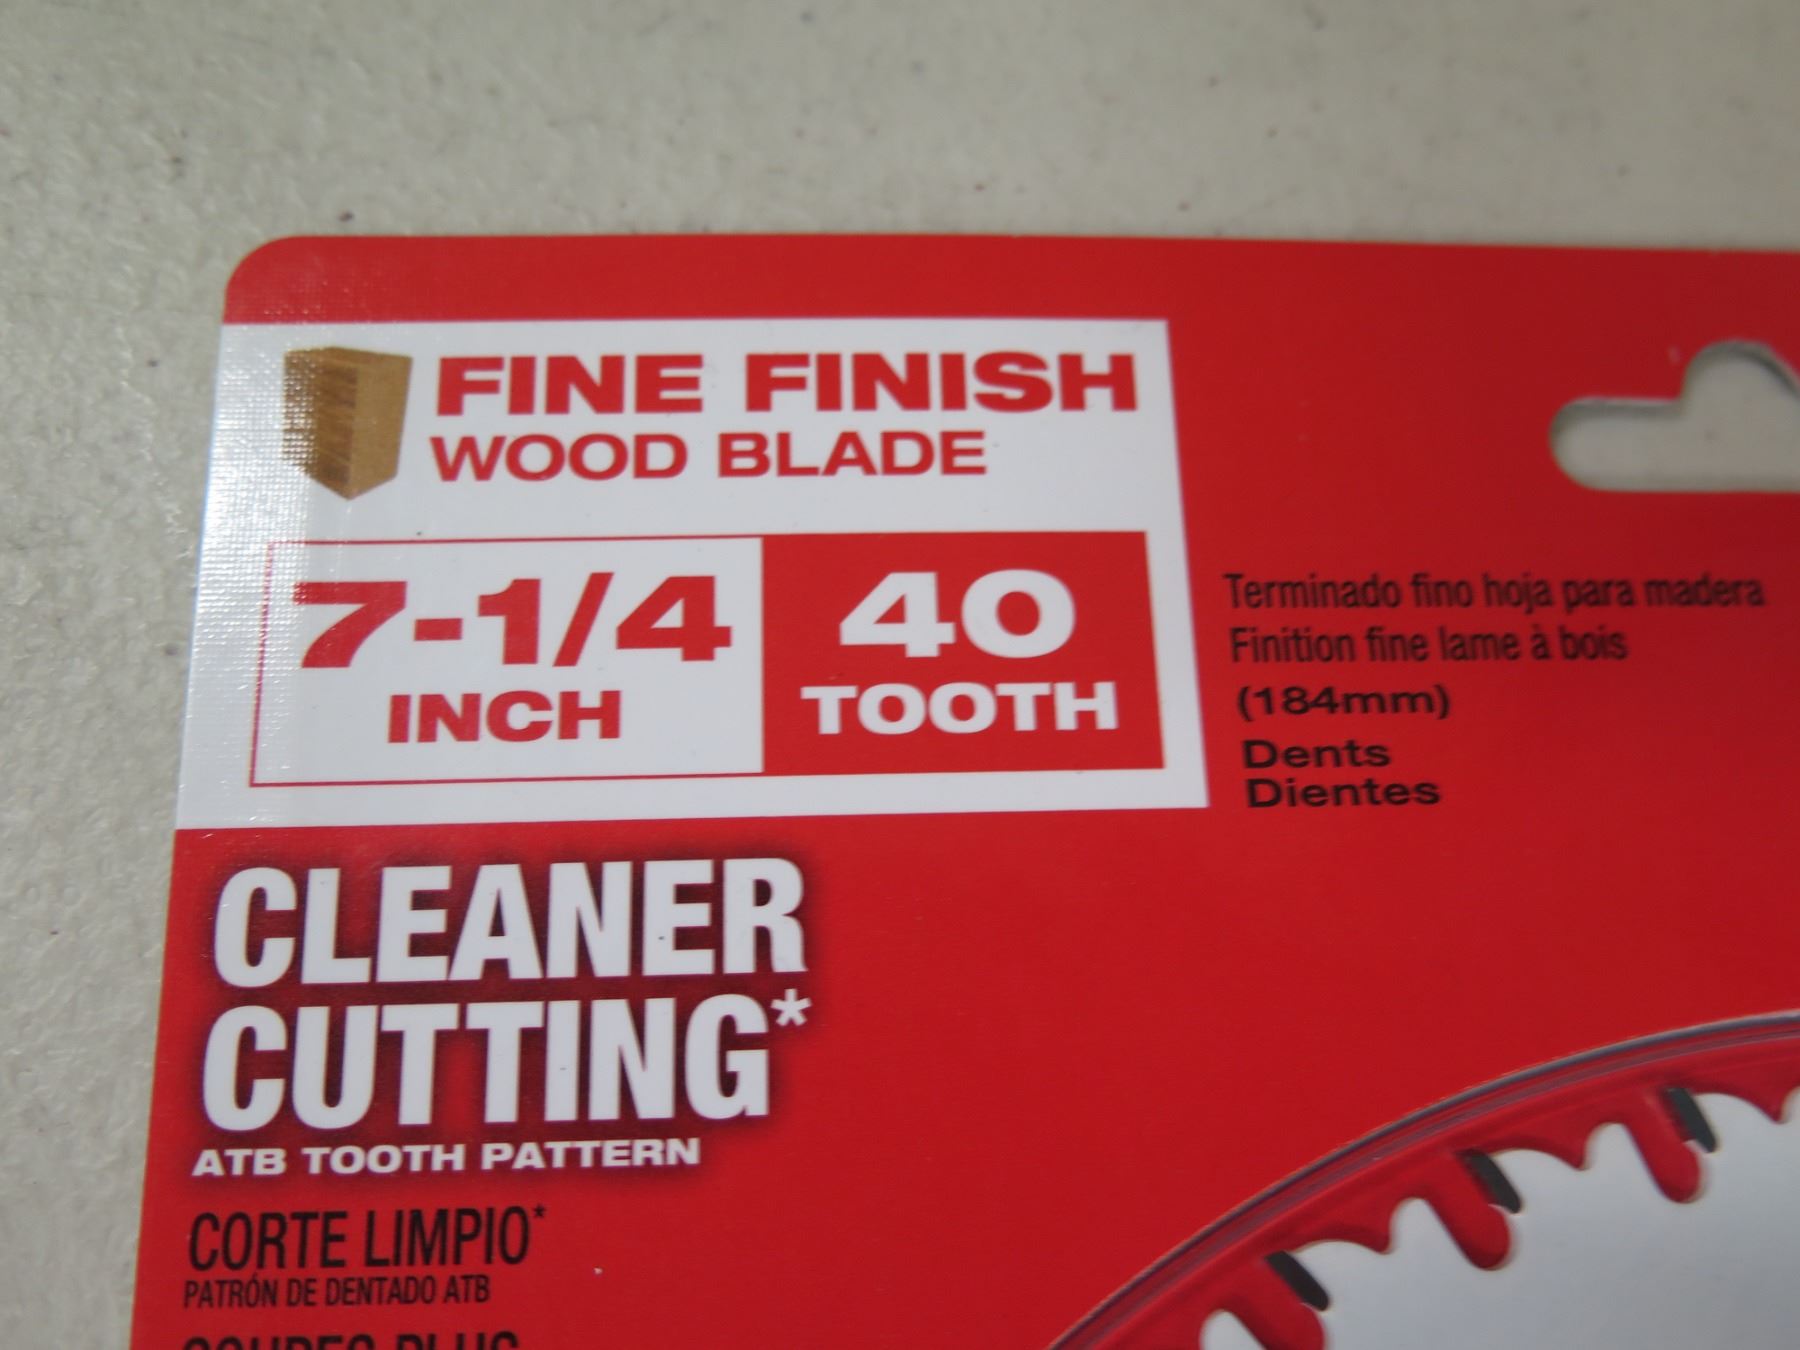 FINE FINISH
WOOD BLADE
7-1/4
INCH
40
TOOTH
Terminado fino hoja para madera
Finition fine lame à bois
(184mm)
Dents
Dientes
CLEANER
CUTTING*
ATB TOOTH PATTERN
CORTE LIMPIO*
PATRÓN DE DENTADO ATB